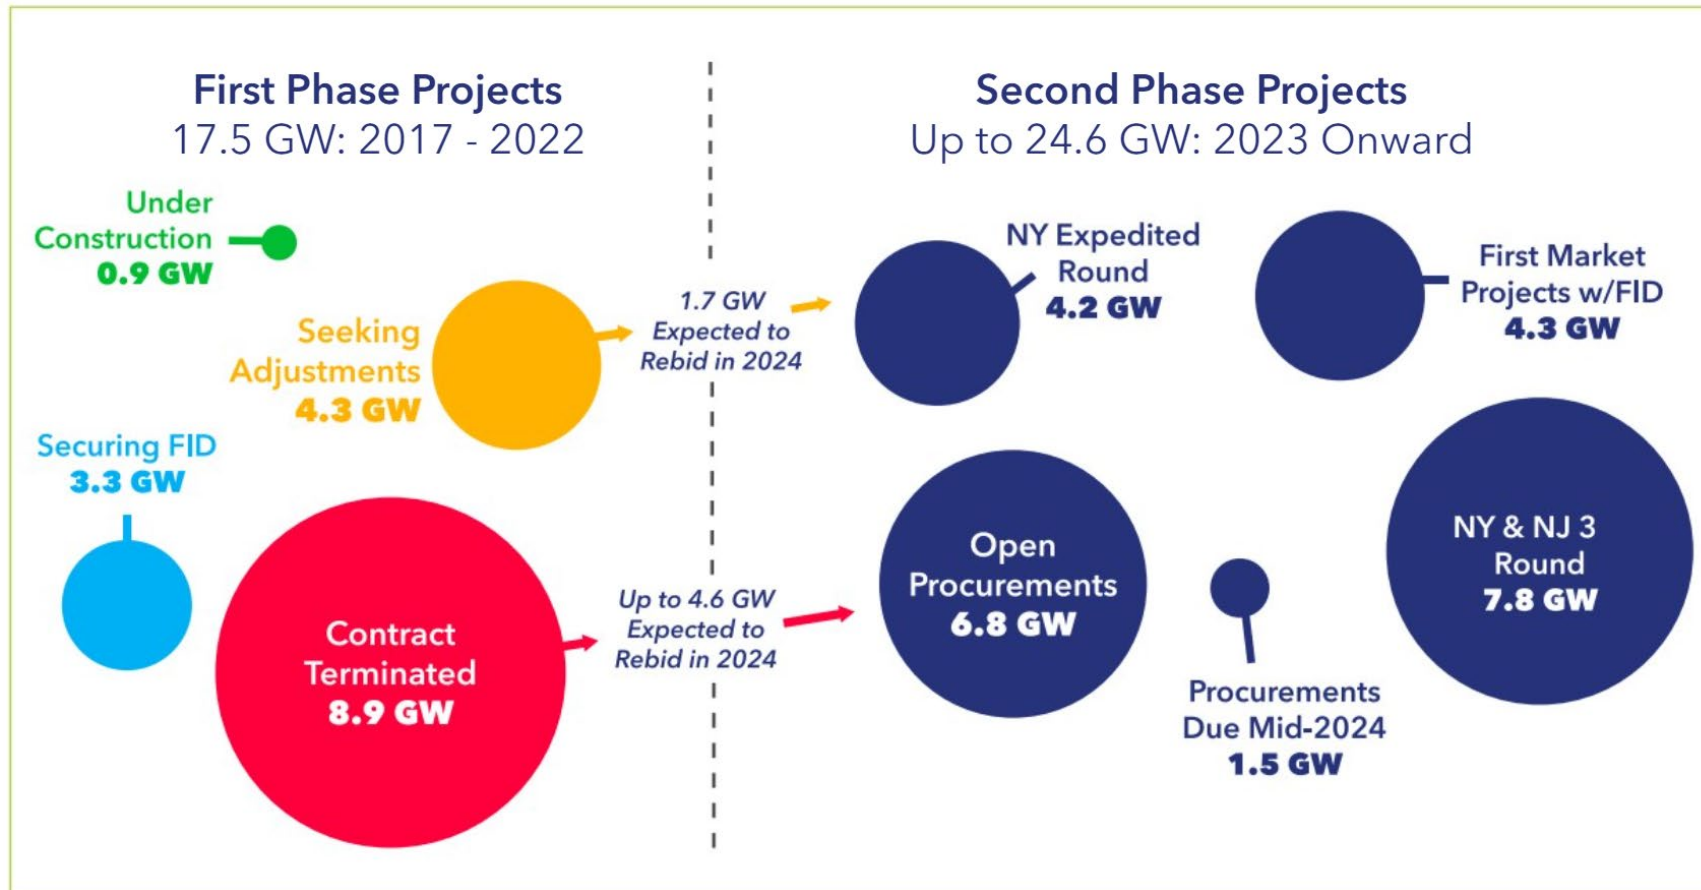 First Phase Projects
17.5 GW: 2017 - 2022
Under
Construction
0.9 GW
Seeking
Adjustments
4.3 GW
Securing FID
3.3 GW
Contract
Terminated
8.9 GW
1.7 GW
Expected to
Rebid in 2024
Up to 4.6 GW
Expected to
Rebid in 2024
Second Phase Projects
Up to 24.6 GW: 2023 Onward
NY Expedited
Round
4.2 GW
First Market
Projects w/FID
4.3 GW
Open
Procurements
6.8 GW
Procurements
Due Mid-2024
1.5 GW
NY & NJ 3
Round
7.8 GW